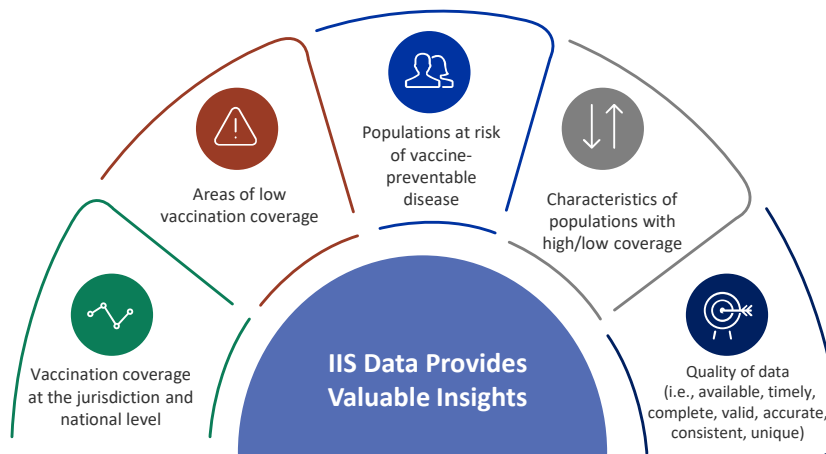 Vaccination coverage
at the jurisdiction and
national level
Areas of low
vaccination coverage
Populations at risk
of vaccine-
preventable
disease
Characteristics of
populations with
high/low coverage
Quality of data
(i.e., available, timely,
complete, valid, accurate,
consistent, unique)
IIS Data Provides
Valuable Insights